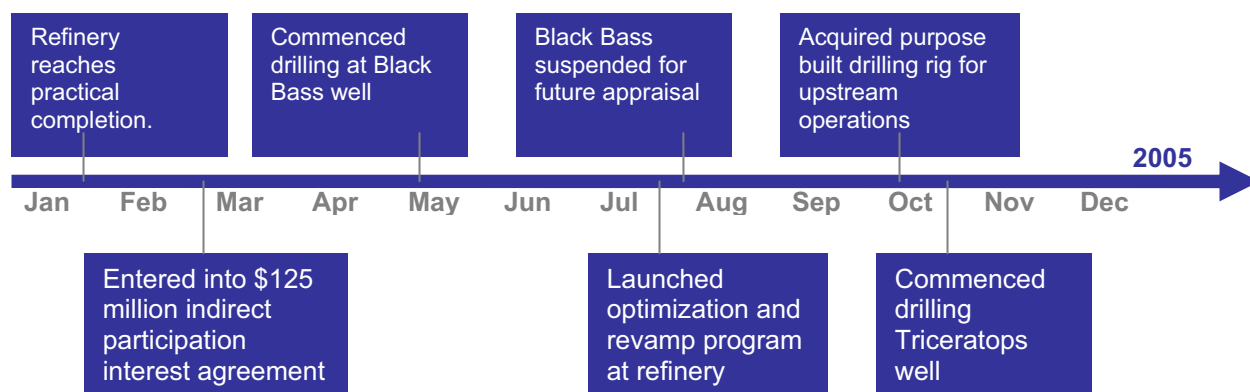 Refinery
reaches
practical
completion.
Commenced
drilling at Black
Bass well
Black Bass
suspended for
future appraisal
Acquired purpose
built drilling rig for
upstream
operations
2005
Jan Feb Mar Apr May Jun Jul Aug Sep Oct Nov Dec
Entered into $125
million indirect
participation
interest agreement
Launched
optimization and
revamp program
at refinery
Commenced
drilling
Triceratops
well